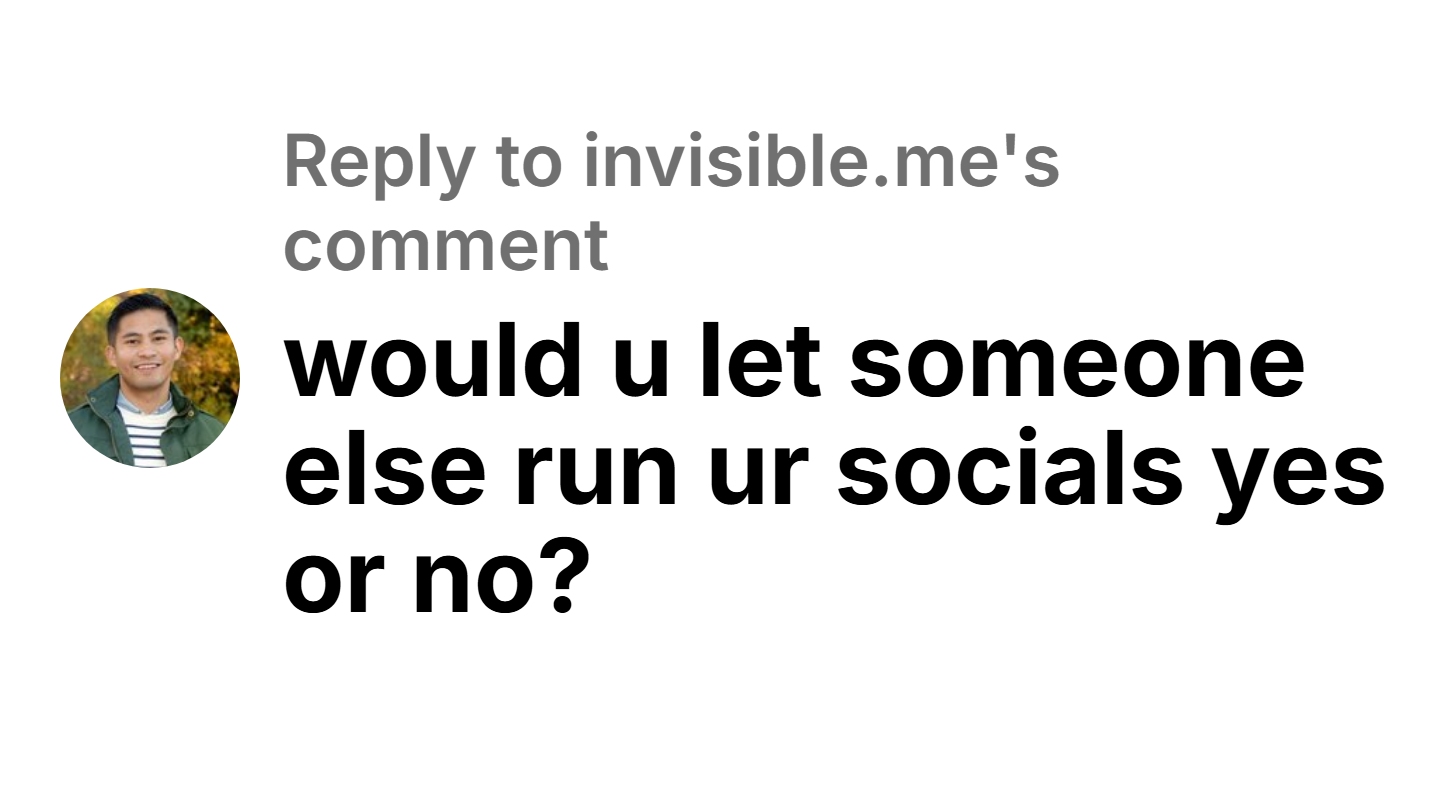 Reply to invisible.me's
comment
would u let someone
else run ur socials yes
or no?